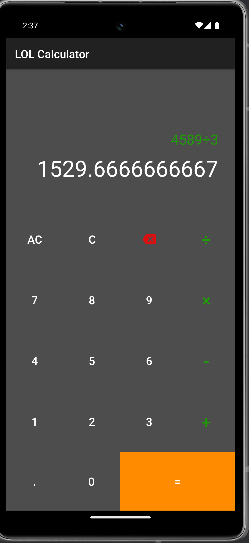 2:37
LOL Calculator
4589÷3
1529.6666666667
AC C ÷
7 8 9 ×
4 5 6 -
1 2 3 +
. 0 =